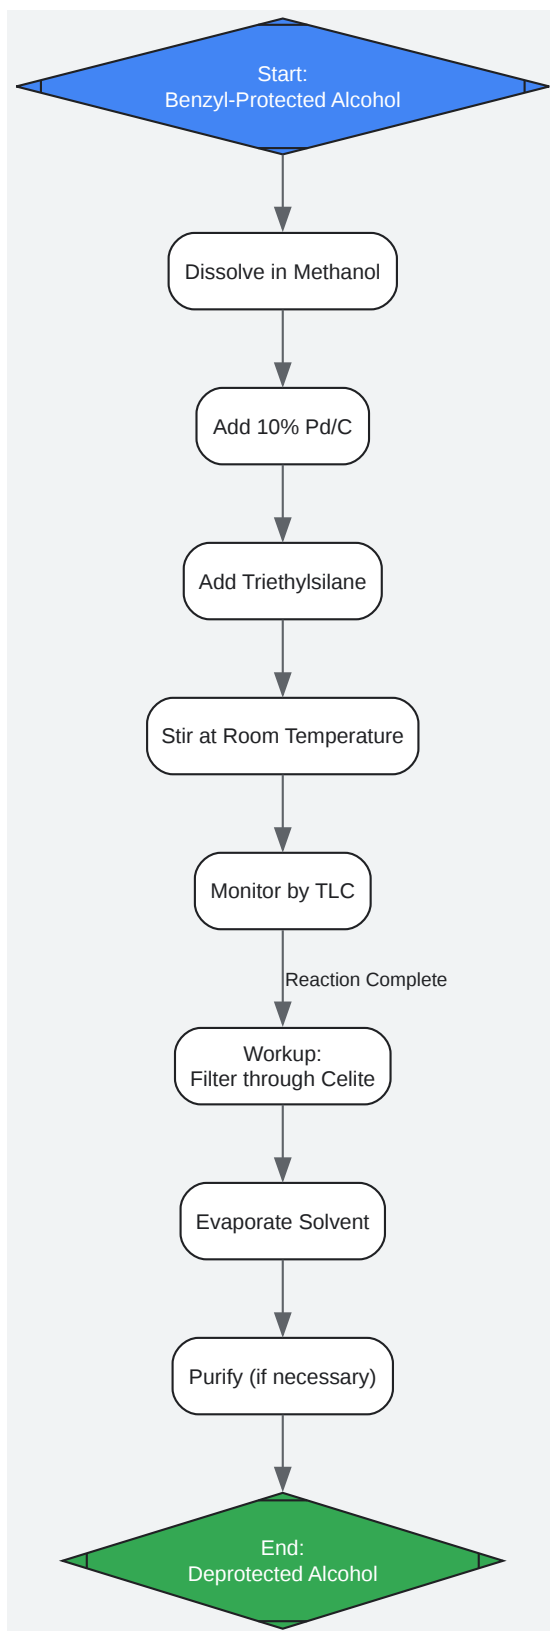 Start:
Benzyl-Protected Alcohol
Dissolve in Methanol
Add 10% Pd/C
Add Triethylsilane
Stir at Room Temperature
Monitor by TLC
Reaction Complete
Workup:
Filter through Celite
Evaporate Solvent
Purify (if necessary)
End:
Deprotected Alcohol